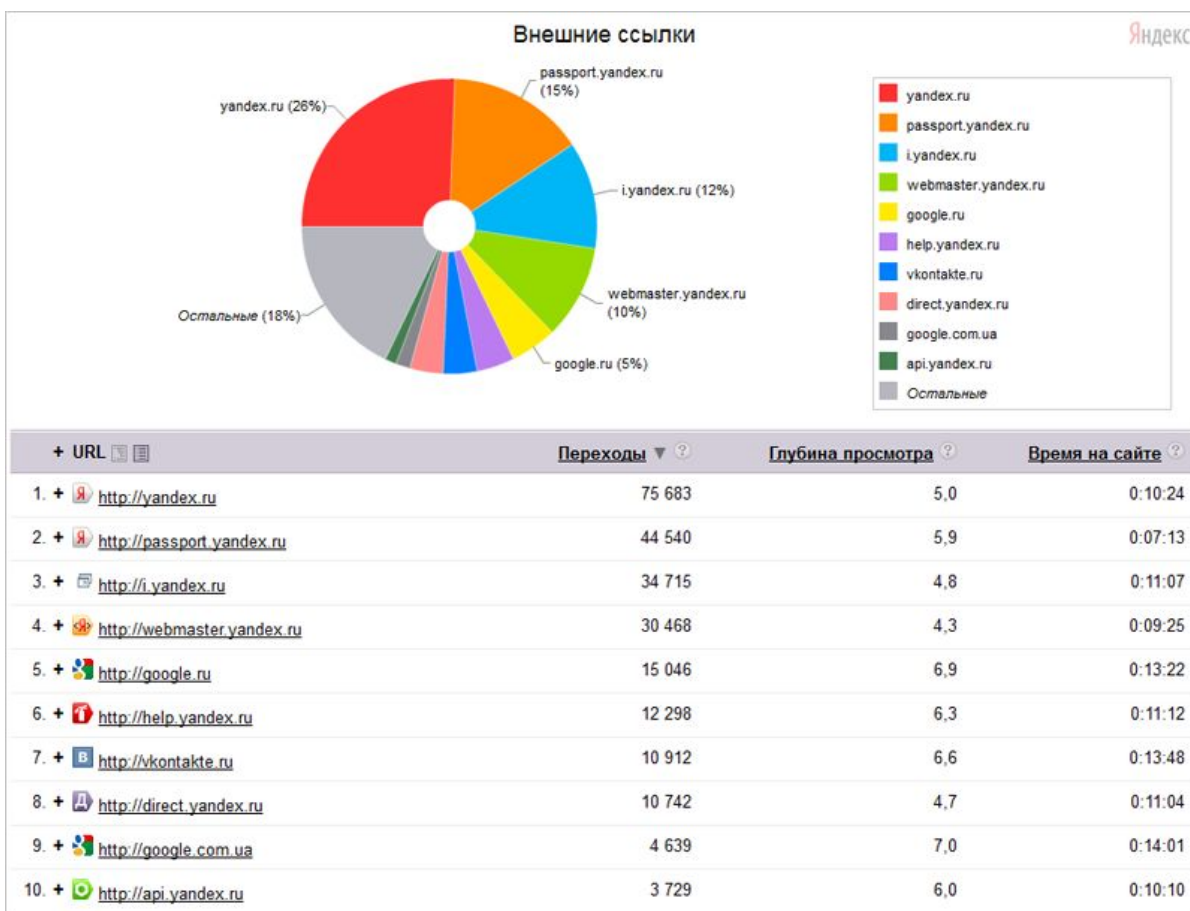 Внешние ссылки
Яндекс
yandex.ru (26%)
passport.yandex.ru
(15%)
i.yandex.ru (12%)
webmaster.yandex.ru
(10%)
google.ru (5%)
Остальные (18%)
yandex.ru
passport.yandex.ru
i.yandex.ru
webmaster.yandex.ru
google.ru
help.yandex.ru
vkontakte.ru
direct.yandex.ru
google.com.ua
api.yandex.ru
Остальные
+ URL Переходы ▼ ? Глубина просмотра ? Время на сайте ?
1. + Я http://yandex.ru 75 683 5,0 0:10:24
2. + Я http://passport.yandex.ru 44 540 5,9 0:07:13
3. + http://i.yandex.ru 34 715 4,8 0:11:07
4. + <Я> http://webmaster.yandex.ru 30 468 4,3 0:09:25
5. + http://google.ru 15 046 6,9 0:13:22
6. + http://help.yandex.ru 12 298 6,3 0:11:12
7. + B http://vkontakte.ru 10 912 6,6 0:13:48
8. + Д http://direct.yandex.ru 10 742 4,7 0:11:04
9. + http://google.com.ua 4 639 7,0 0:14:01
10. + http://api.yandex.ru 3 729 6,0 0:10:10